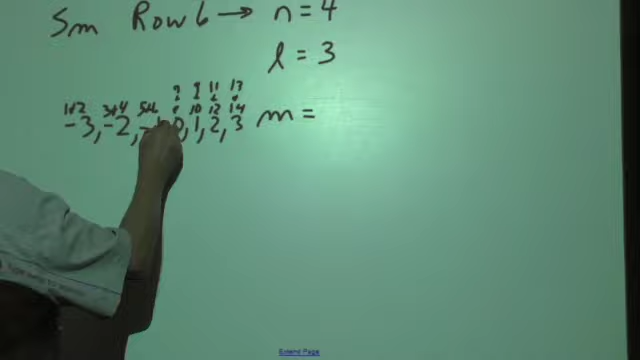 Sm Row 6 → n = 4
l = 3
7 9 11 13
1+2 3+4 5+6 8 10 12 14
-3, -2, -1, 0, 1, 2, 3 m =
Extend Page